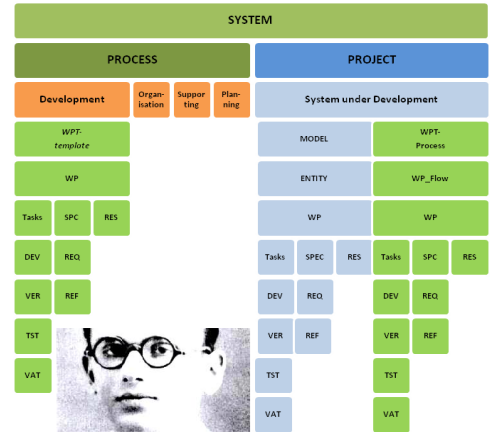 SYSTEM
PROCESS
PROJECT
Development
Organ-
isation
Suppor
ting
Plan-
ning
System under Development
WPT-
template
MODEL
WPT-
Process
WP
ENTITY
WP_Flow
Tasks SPC RES
WP
WP
DEV REQ
Tasks SPEC RES
Tasks SPC RES
VER REF
DEV REQ
DEV REQ
TST
VER REF
VER REF
VAT
TST
TST
VAT
VAT